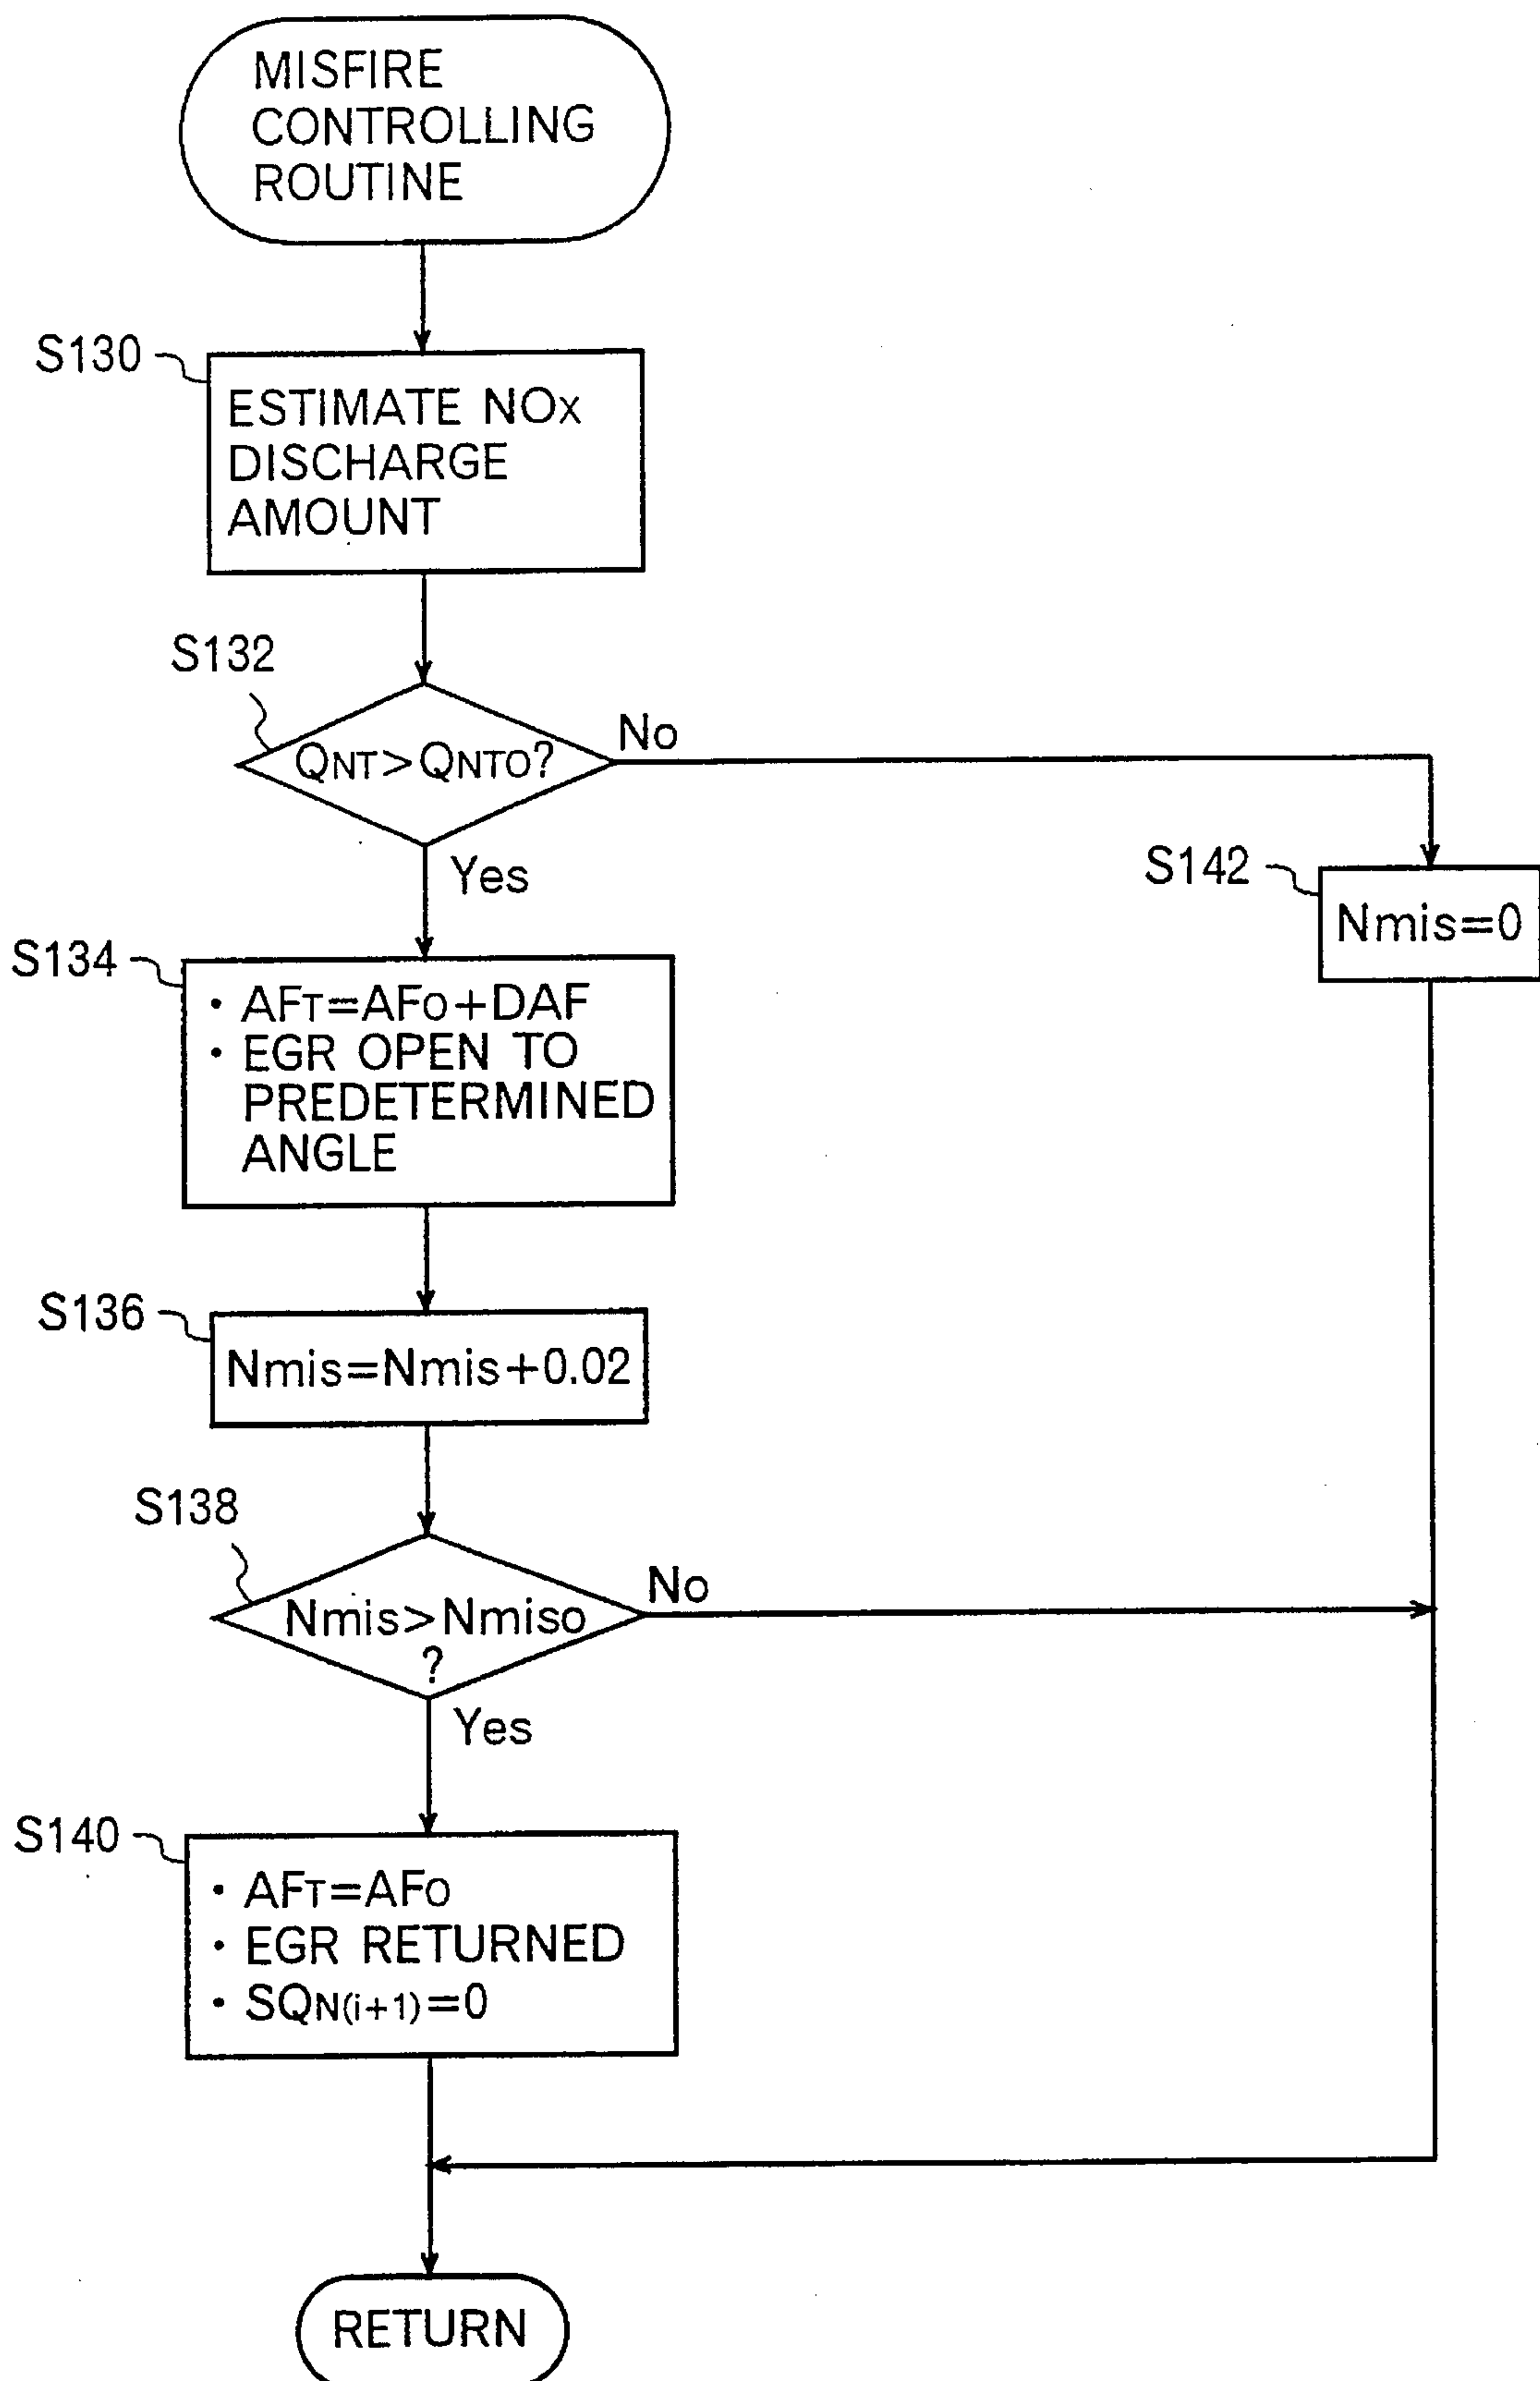 MISFIRE
CONTROLLING
ROUTINE
S130
ESTIMATE NOx
DISCHARGE
AMOUNT
S132
QNT>QNTO?
No
Yes
S142
Nmis=0
S134
· AFT=AFO+DAF
· EGR OPEN TO
PREDETERMINED
ANGLE
S136
Nmis=Nmis+0.02
S138
Nmis>Nmiso
?
No
Yes
S140
· AFT=AFO
· EGR RETURNED
· SQN(i+1)=0
RETURN